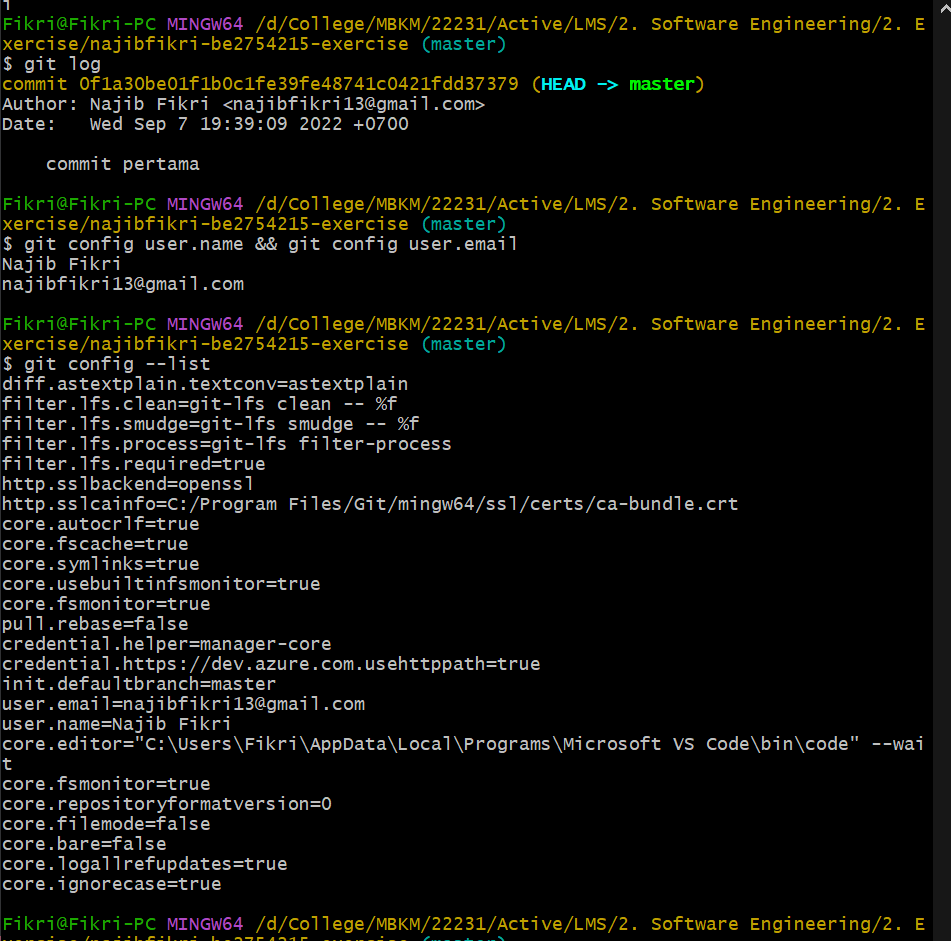 Fikri@Fikri-PC MINGW64 /d/College/MBKM/22231/Active/LMS/2. Software Engineering/2. E
xercise/najibfikri-be2754215-exercise (master)
$ git log
commit 0f1a30be01f1b0c1fe39fe48741c0421fdd37379 (HEAD -> master)
Author: Najib Fikri <najibfikri13@gmail.com>
Date:   Wed Sep 7 19:39:09 2022 +0700
    commit pertama
Fikri@Fikri-PC MINGW64 /d/College/MBKM/22231/Active/LMS/2. Software Engineering/2. E
xercise/najibfikri-be2754215-exercise (master)
$ git config user.name && git config user.email
Najib Fikri
najibfikri13@gmail.com
Fikri@Fikri-PC MINGW64 /d/College/MBKM/22231/Active/LMS/2. Software Engineering/2. E
xercise/najibfikri-be2754215-exercise (master)
$ git config --list
diff.astextplain.textconv=astextplain
filter.lfs.clean=git-lfs clean -- %f
filter.lfs.smudge=git-lfs smudge -- %f
filter.lfs.process=git-lfs filter-process
filter.lfs.required=true
http.sslbackend=openssl
http.sslcainfo=C:/Program Files/Git/mingw64/ssl/certs/ca-bundle.crt
core.autocrlf=true
core.fscache=true
core.symlinks=true
core.usebuiltinfsmonitor=true
core.fsmonitor=true
pull.rebase=false
credential.helper=manager-core
credential.https://dev.azure.com.usehttppath=true
init.defaultbranch=master
user.email=najibfikri13@gmail.com
user.name=Najib Fikri
core.editor="C:\Users\Fikri\AppData\Local\Programs\Microsoft VS Code\bin\code" --wai
t
core.fsmonitor=true
core.repositoryformatversion=0
core.filemode=false
core.bare=false
core.logallrefupdates=true
core.ignorecase=true
Fikri@Fikri-PC MINGW64 /d/College/MBKM/22231/Active/LMS/2. Software Engineering/2. E
xercise/najibfikri-be2754215-exercise (master)